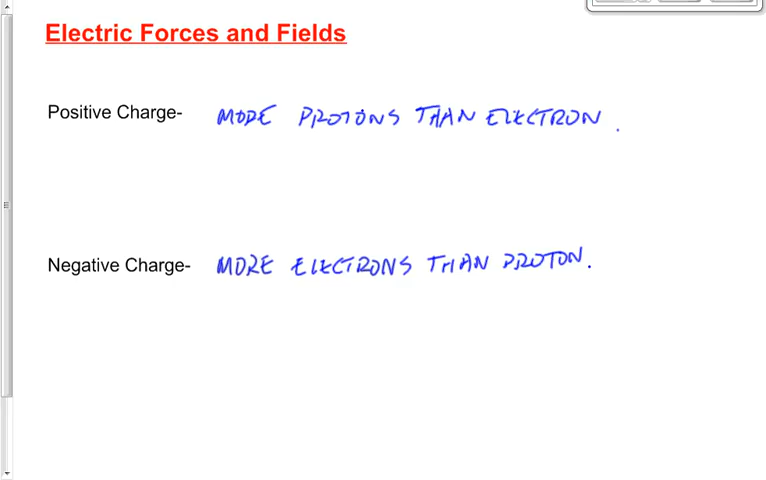 Electric Forces and Fields
Positive Charge- MORE PROTONS THAN ELECTRON.
Negative Charge- MORE ELECTRONS THAN PROTON.